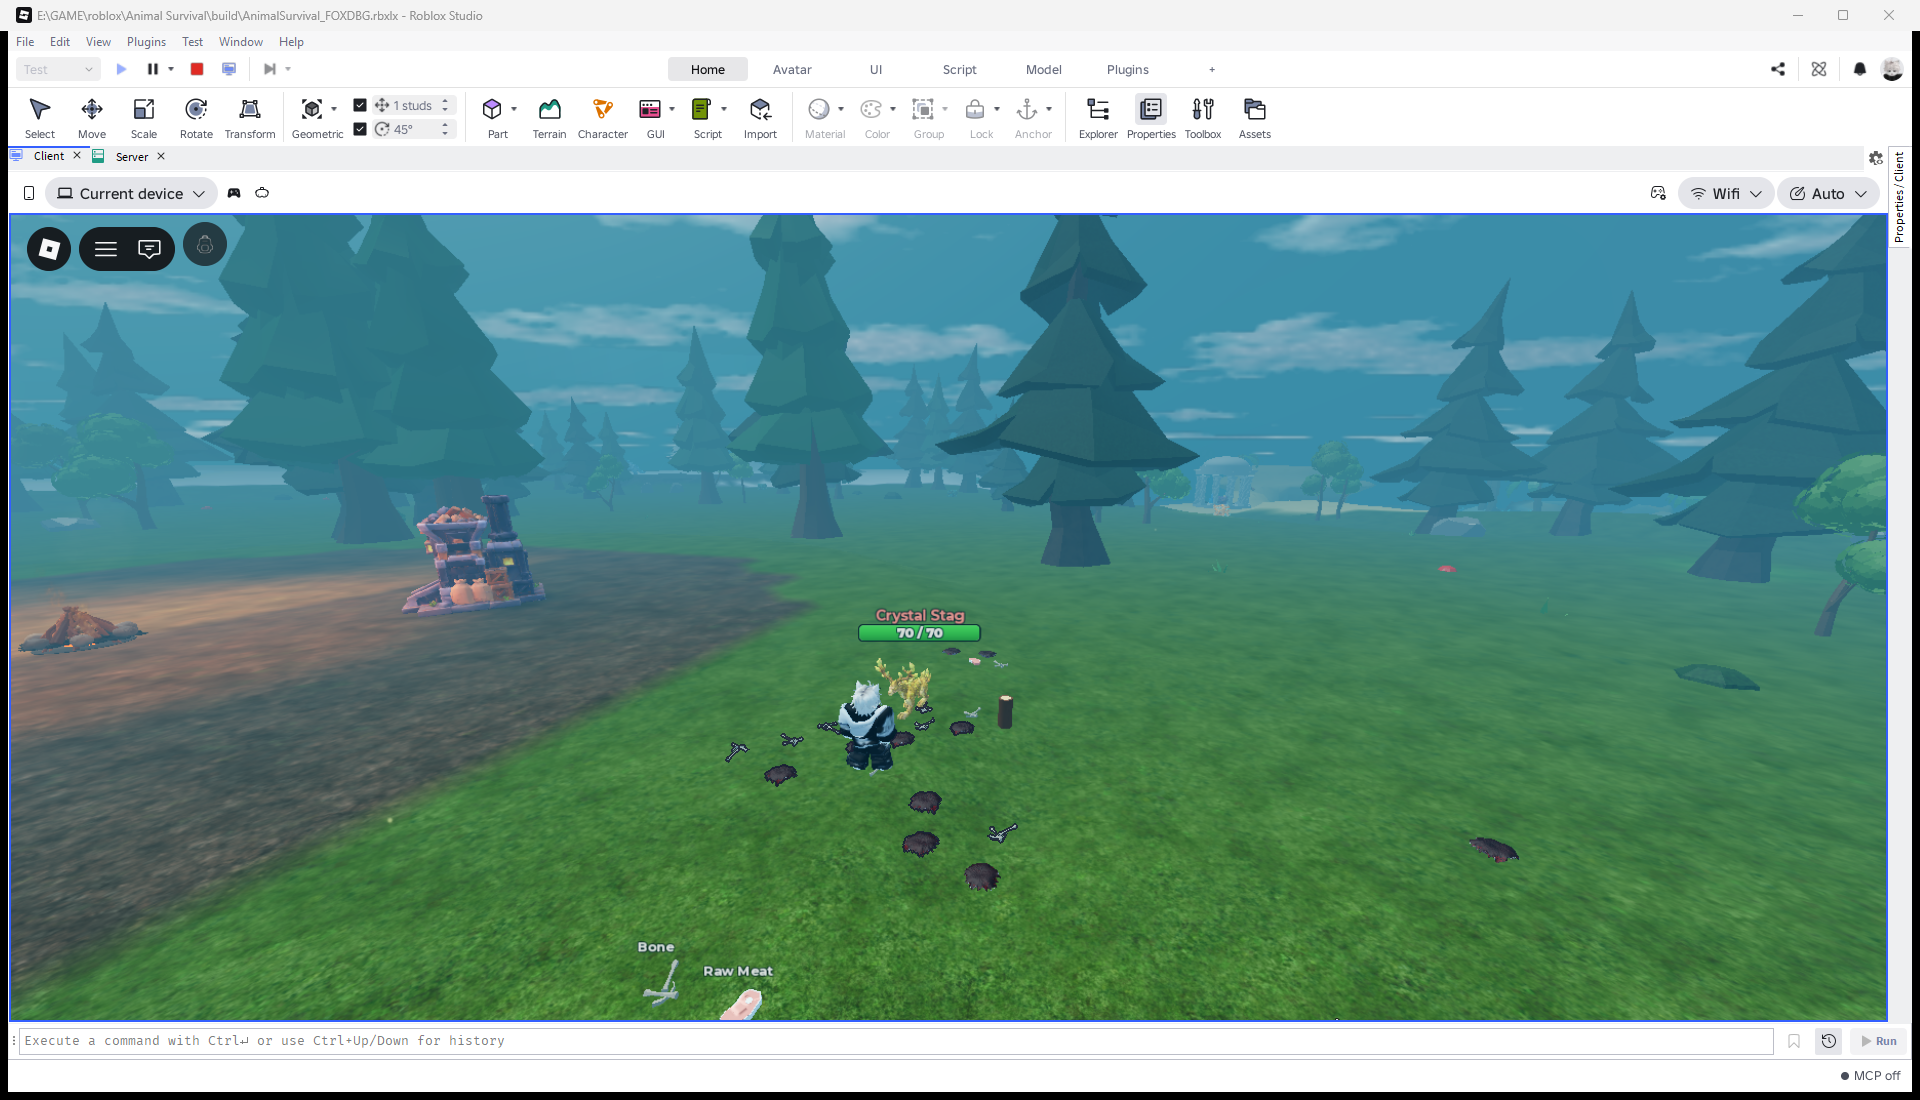 E:\GAME\roblox\Animal Survival\build\AnimalSurvival_FOXDBG.rbxlx - Roblox Studio
File Edit View Plugins Test Window Help
Test
Home Avatar UI Script Model Plugins +
1 studs
45°
Select Move Scale Rotate Transform Geometric Part Terrain Character GUI Script Import Material Color Group Lock Anchor Explorer Properties Toolbox Assets
Client Server
Properties / Client
Current device
Wifi
Auto
Crystal Stag
70 / 70
Bone
Raw Meat
Execute a command with Ctrl↵ or use Ctrl+Up/Down for history
Run
MCP off